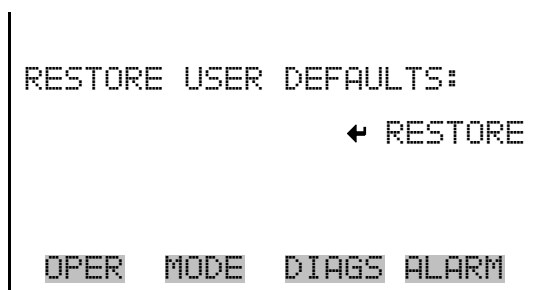 RESTORE USER DEFAULTS:
↵ RESTORE
OPER MODE DIAGS ALARM